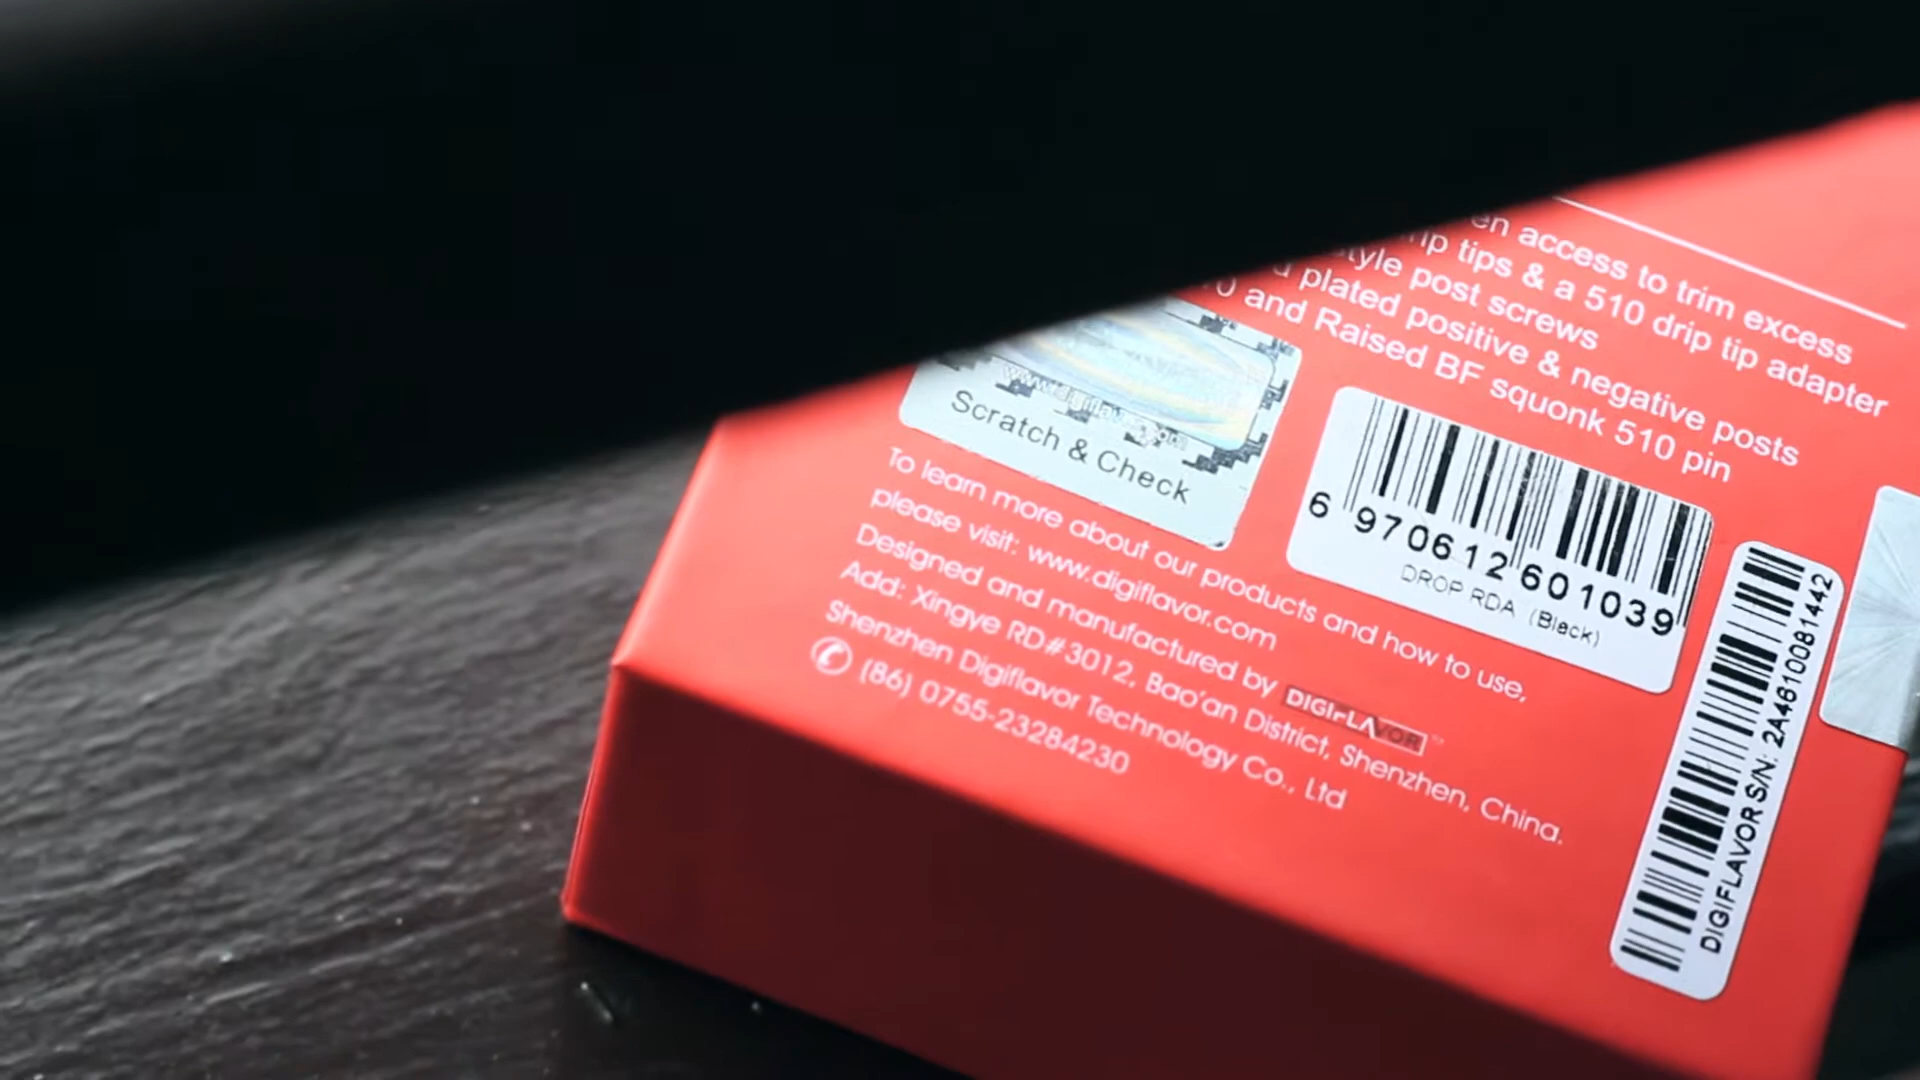 access to trim excess
tips & a 510 drip tip adapter
post screws
plated positive & negative posts
and Raised BF squonk 510 pin
Scratch & Check
6 970612 601039
DROP RDA (Black)
To learn more about our products and how to use,
please visit: www.digiflavor.com
Designed and manufactured by DIGIFLAVOR
Add: Xingye RD#3012, Bao'an District, Shenzhen, China.
Shenzhen Digiflavor Technology Co., Ltd
(86) 0755-23284230
DIGIFLAVOR S/N: 2A4810081442